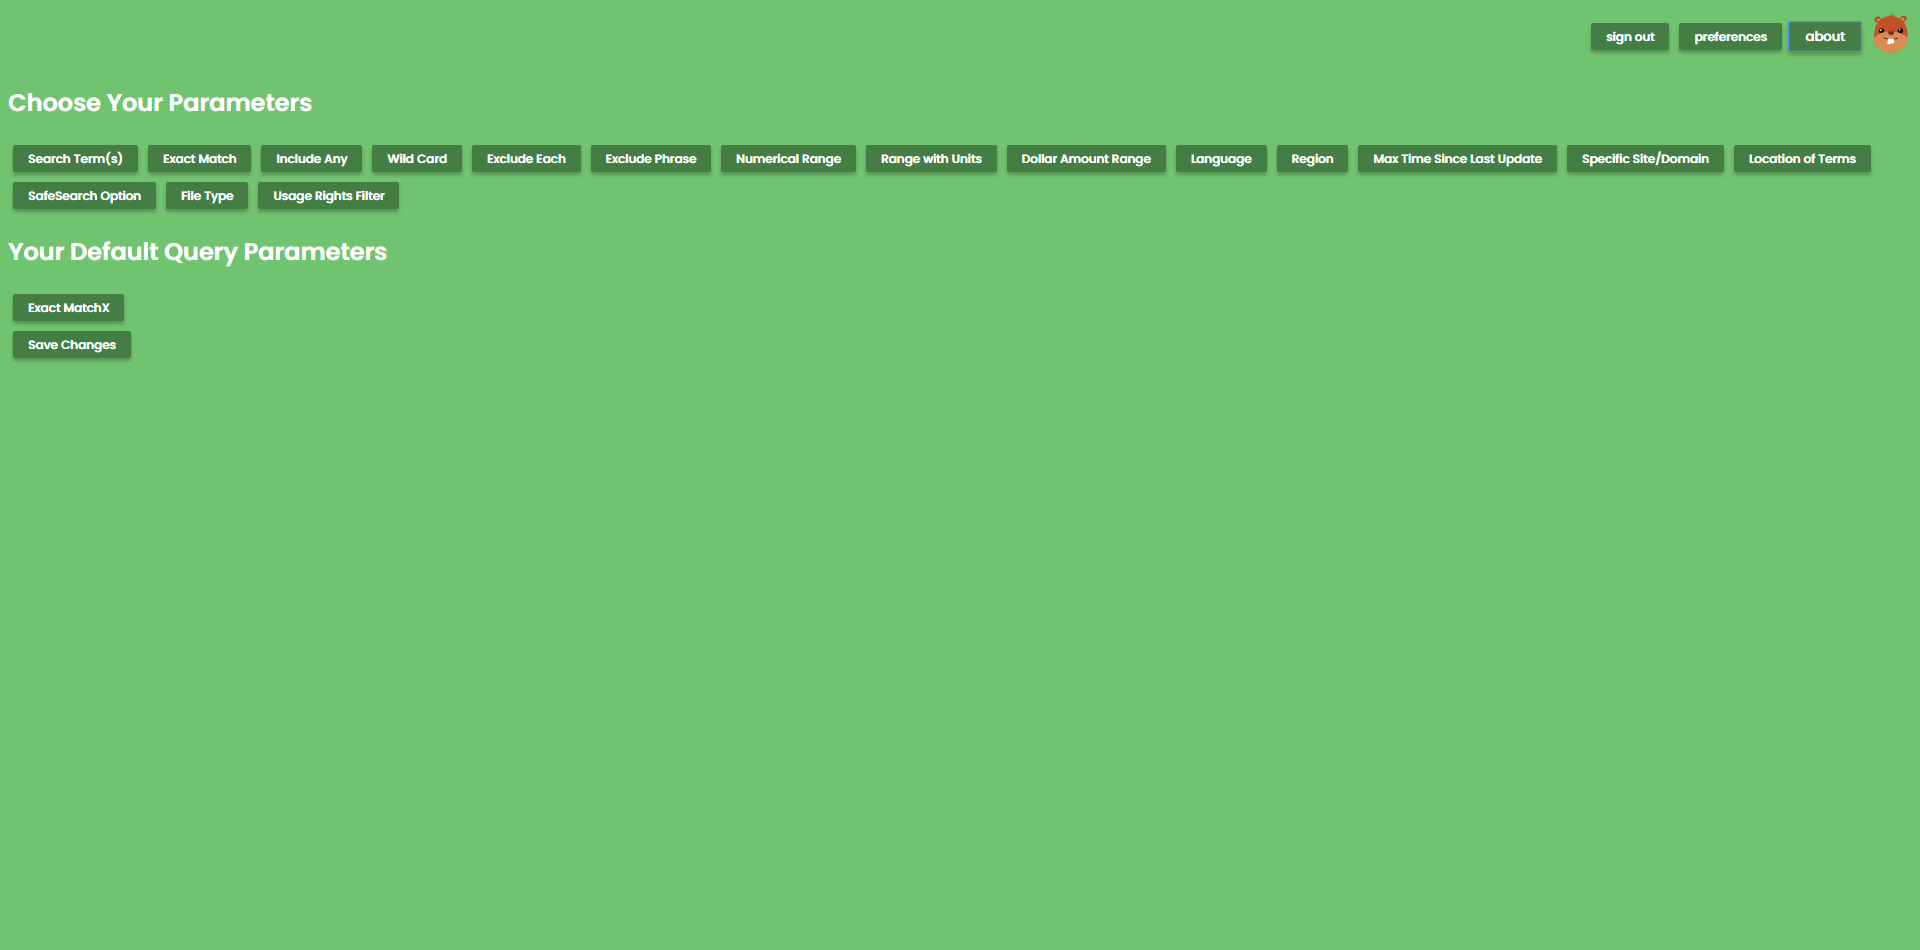 sign out preferences about
Choose Your Parameters
Search Term(s) Exact Match Include Any Wild Card Exclude Each Exclude Phrase Numerical Range Range with Units Dollar Amount Range Language Region Max Time Since Last Update Specific Site/Domain Location of Terms
SafeSearch Option File Type Usage Rights Filter
Your Default Query Parameters
Exact MatchX
Save Changes